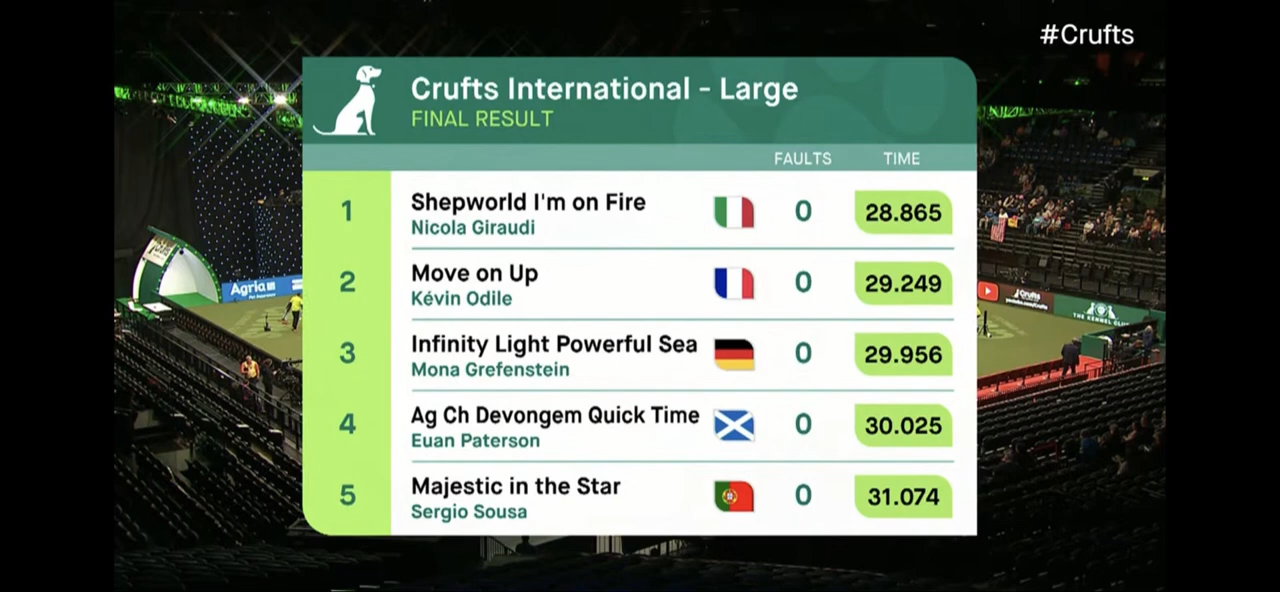 #Crufts
Crufts International - Large
FINAL RESULT
FAULTS TIME
1 Shepworld I'm on Fire 0 28.865
Nicola Giraudi
2 Move on Up 0 29.249
Kévin Odile
3 Infinity Light Powerful Sea 0 29.956
Mona Grefenstein
4 Ag Ch Devongem Quick Time 0 30.025
Euan Paterson
5 Majestic in the Star 0 31.074
Sergio Sousa
Agria
Crufts
THE KENNEL CLUB